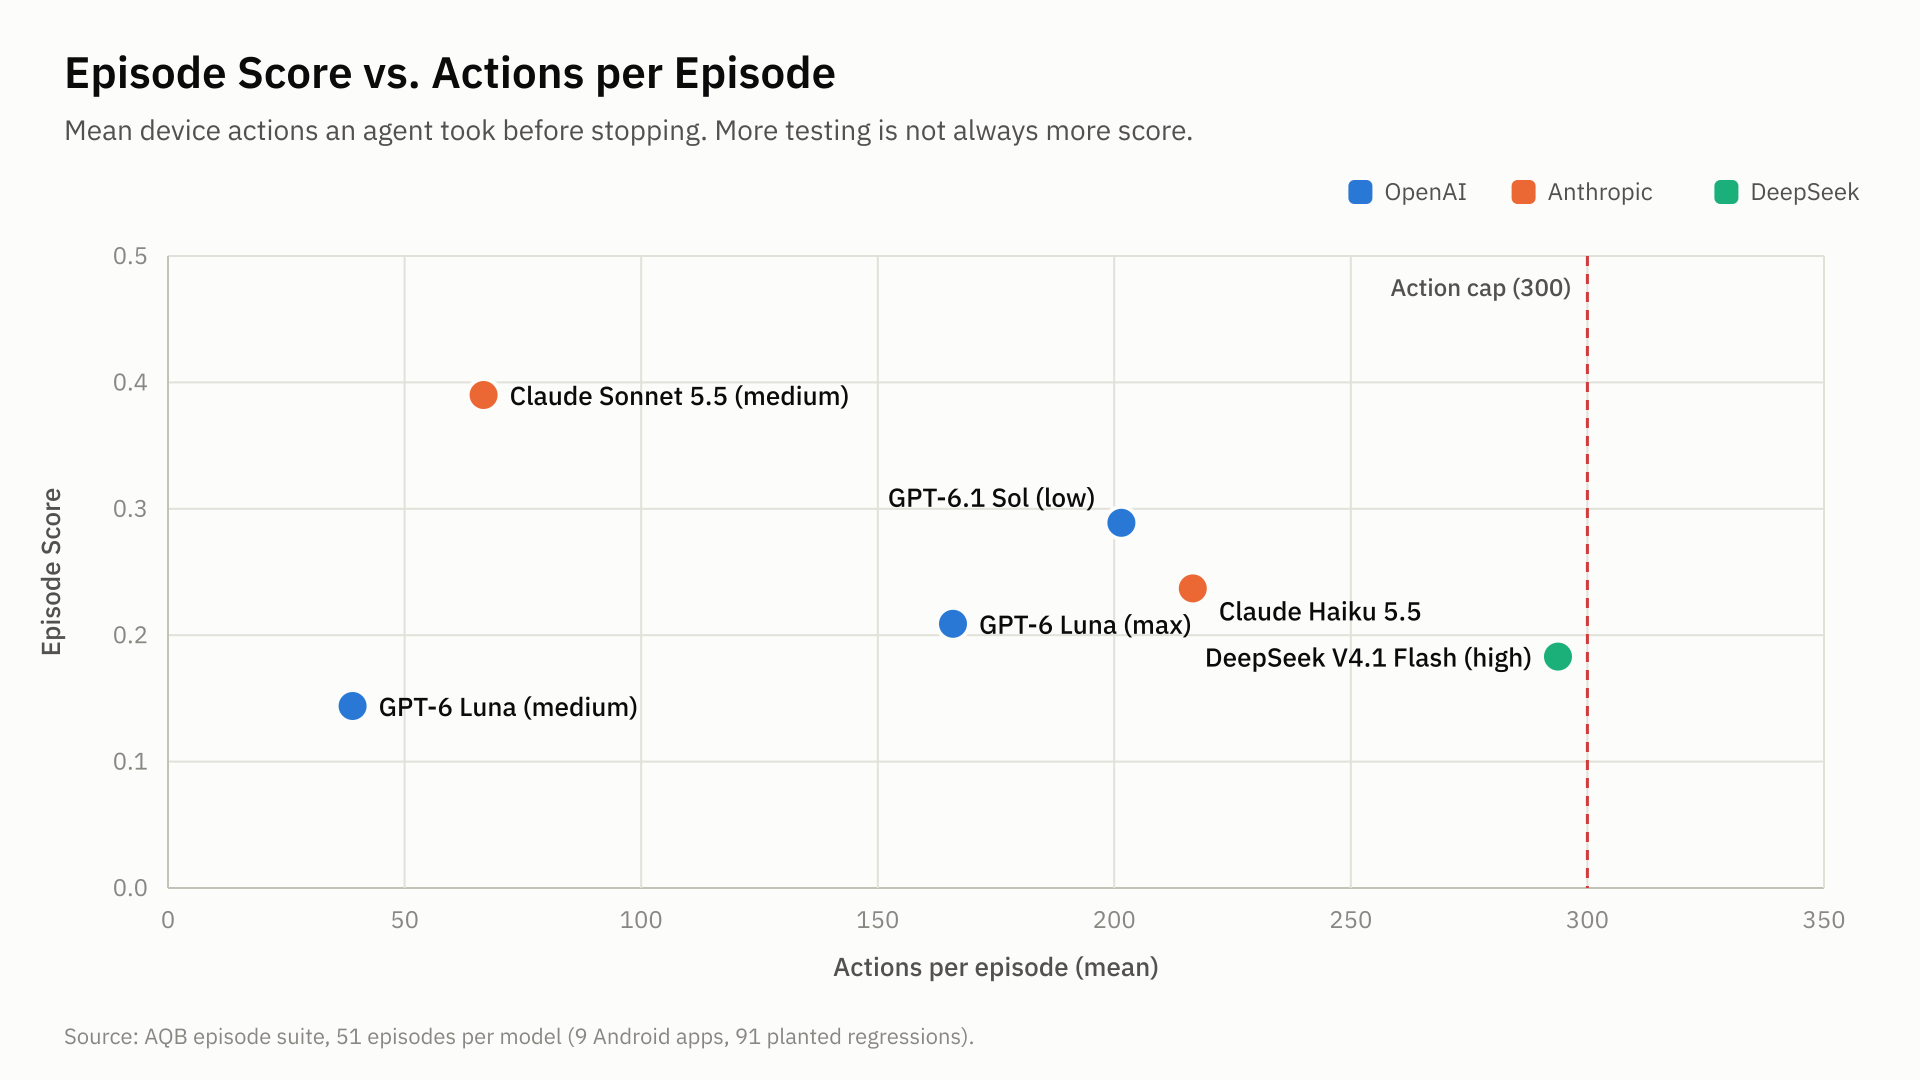 Episode Score vs. Actions per Episode
Mean device actions an agent took before stopping. More testing is not always more score.
OpenAI
Anthropic
DeepSeek
0.5
Action cap (300)
0.4
Claude Sonnet 5.5 (medium)
GPT-6.1 Sol (low)
0.3
Claude Haiku 5.5
GPT-6 Luna (max)
0.2
DeepSeek V4.1 Flash (high)
GPT-6 Luna (medium)
0.1
0.0
Episode Score
0
50
100
150
200
250
300
350
Actions per episode (mean)
Source: AQB episode suite, 51 episodes per model (9 Android apps, 91 planted regressions).